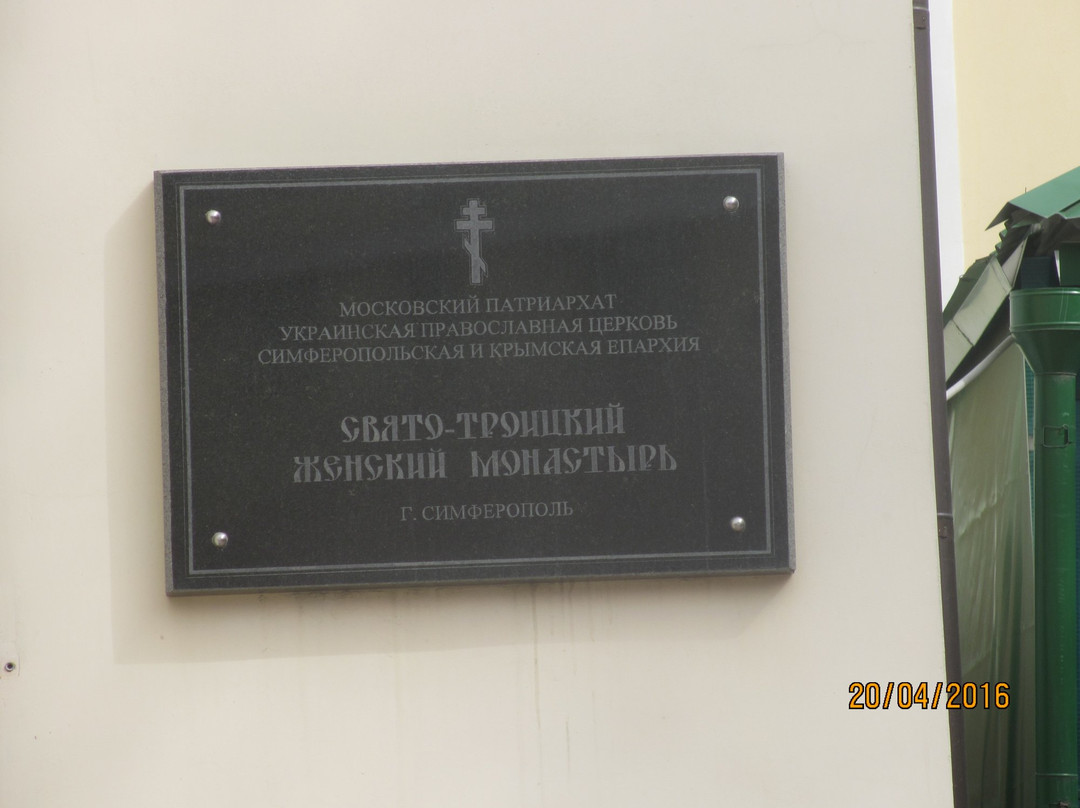 МОСКОВСКИЙ ПАТРИАРХАТ
УКРАИНСКАЯ ПРАВОСЛАВНАЯ ЦЕРКОВЬ
СИМФЕРОПОЛЬСКАЯ И КРЫМСКАЯ ЕПАРХИЯ
СВЯТО-ТРОИЦКИЙ
ЖЕНСКИЙ МОНАСТЫРЬ
Г. СИМФЕРОПОЛЬ
20/04/2016